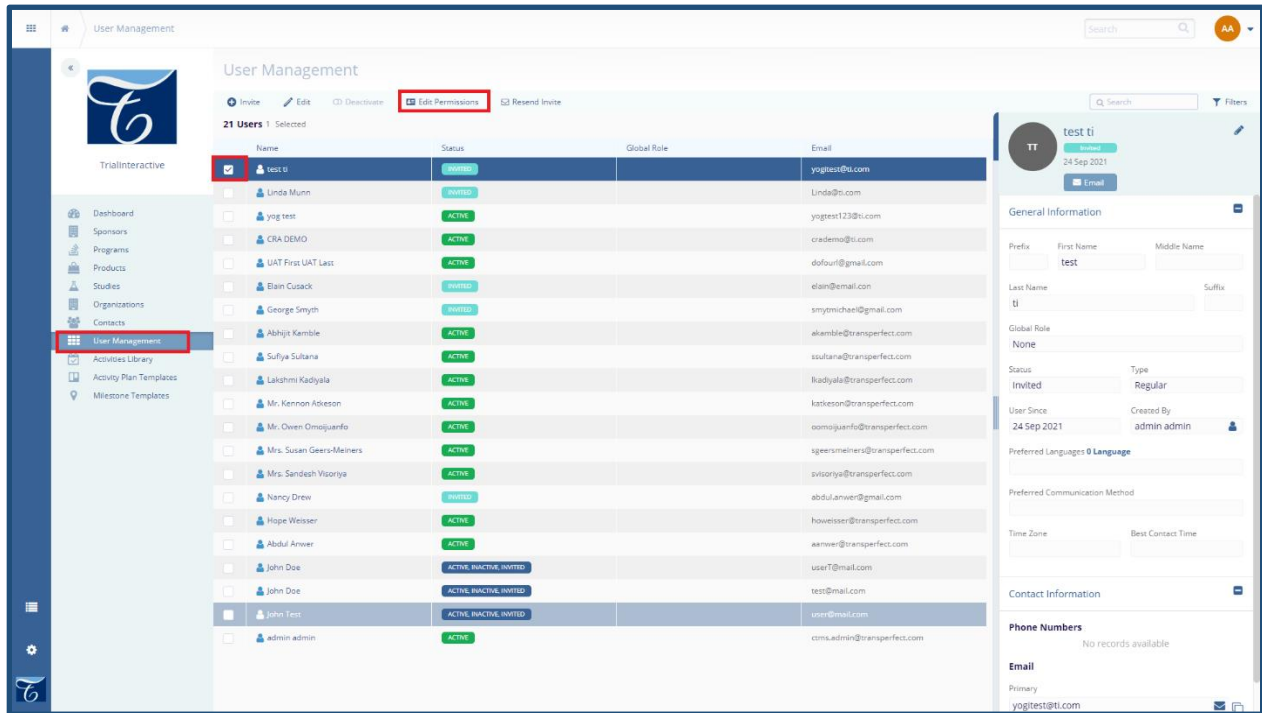 User Management
Search
AA
TrialInteractive
Dashboard
Sponsors
Programs
Products
Studies
Organizations
Contacts
User Management
Activities Library
Activity Plan Templates
Milestone Templates
User Management
Invite Edit Deactivate Edit Permissions Resend Invite
Search Filters
21 Users 1 Selected
Name Status Global Role Email
test ti INVITED yogitest@ti.com
Linda Munn INVITED Linda@ti.com
yog test ACTIVE yogtest123@ti.com
CRA DEMO ACTIVE crademo@ti.com
UAT First UAT Last ACTIVE dofourl@gmail.com
Elain Cusack INVITED elain@email.con
George Smyth INVITED smytmichael@gmail.com
Abhijit Kamble ACTIVE akamble@transperfect.com
Sufiya Sultana ACTIVE ssultana@transperfect.com
Lakshmi Kadiyala ACTIVE lkadiyala@transperfect.com
Mr. Kennon Atkeson ACTIVE katkeson@transperfect.com
Mr. Owen Omoijuanfo ACTIVE oomoijuanfo@transperfect.com
Mrs. Susan Geers-Meiners ACTIVE sgeersmeiners@transperfect.com
Mrs. Sandesh Visoriya ACTIVE svisoriya@transperfect.com
Nancy Drew INVITED abdul.anwer@gmail.com
Hope Weisser ACTIVE howeisser@transperfect.com
Abdul Anwer ACTIVE aanwer@transperfect.com
John Doe ACTIVE, INACTIVE, INVITED userT@mail.com
John Doe ACTIVE, INACTIVE, INVITED test@mail.com
John Test ACTIVE, INACTIVE, INVITED user@mail.com
admin admin ACTIVE ctms.admin@transperfect.com
TT
test ti
Invited
24 Sep 2021
Email
General Information
Prefix First Name Middle Name
test
Last Name Suffix
ti
Global Role
None
Status Type
Invited Regular
User Since Created By
24 Sep 2021 admin admin
Preferred Languages 0 Language
Preferred Communication Method
Time Zone Best Contact Time
Contact Information
Phone Numbers
No records available
Email
Primary
yogitest@ti.com